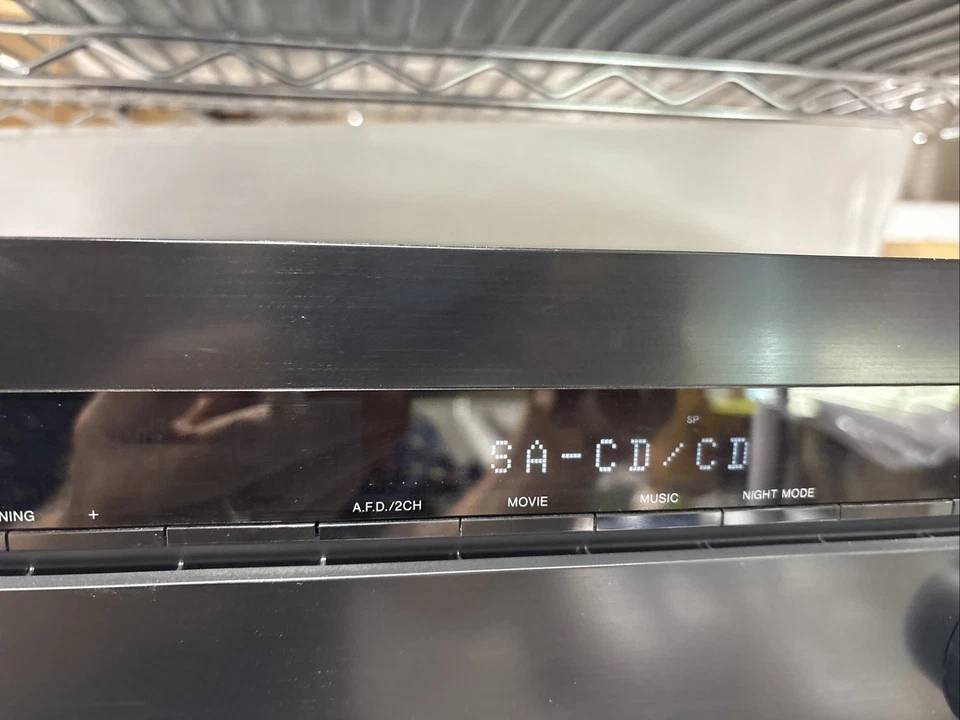 SP
SA-CD/CD
NING + A.F.D./2CH MOVIE MUSIC NIGHT MODE